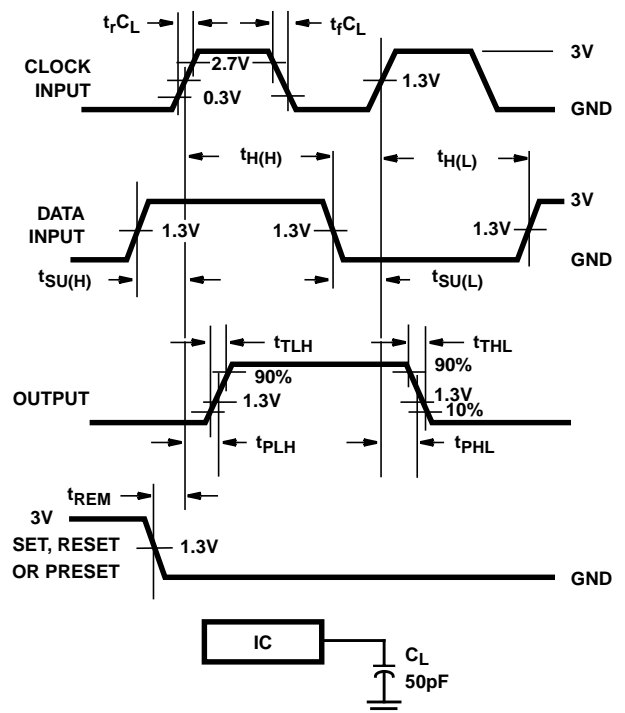 trCL tfCL
CLOCK INPUT 2.7V 0.3V 1.3V 3V GND
tH(H) tH(L)
DATA INPUT 1.3V 1.3V 1.3V 3V GND
tSU(H) tSU(L)
tTLH tTHL
OUTPUT 90% 1.3V 90% 1.3V 10%
tPLH tPHL
tREM
3V
SET, RESET 1.3V
OR PRESET GND
IC
CL
50pF